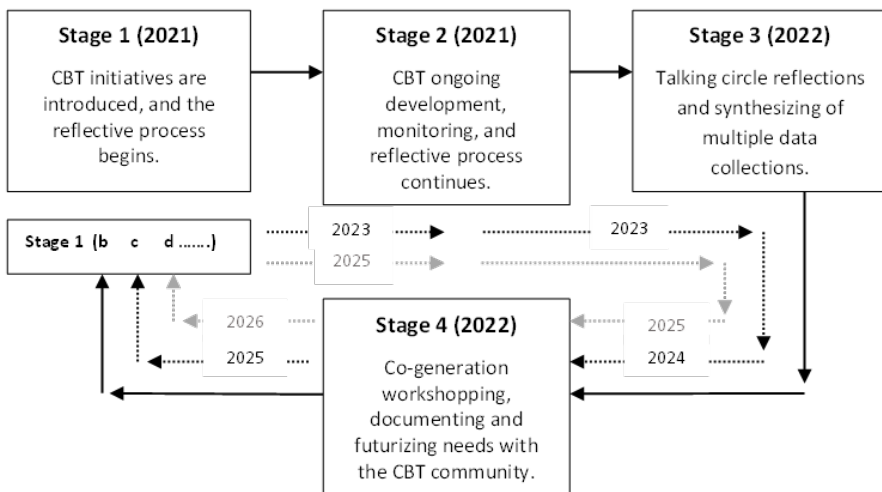 Stage 1 (2021)
CBT initiatives are
introduced, and the
reflective process
begins.
Stage 2 (2021)
CBT ongoing
development,
monitoring, and
reflective process
continues.
Stage 3 (2022)
Talking circle reflections
and synthesizing of
multiple data
collections.
Stage 1 (b c d .......)
2023
2023
2025
2026
2025
2025
2024
Stage 4 (2022)
Co-generation
workshopping,
documenting and
futurizing needs with
the CBT community.